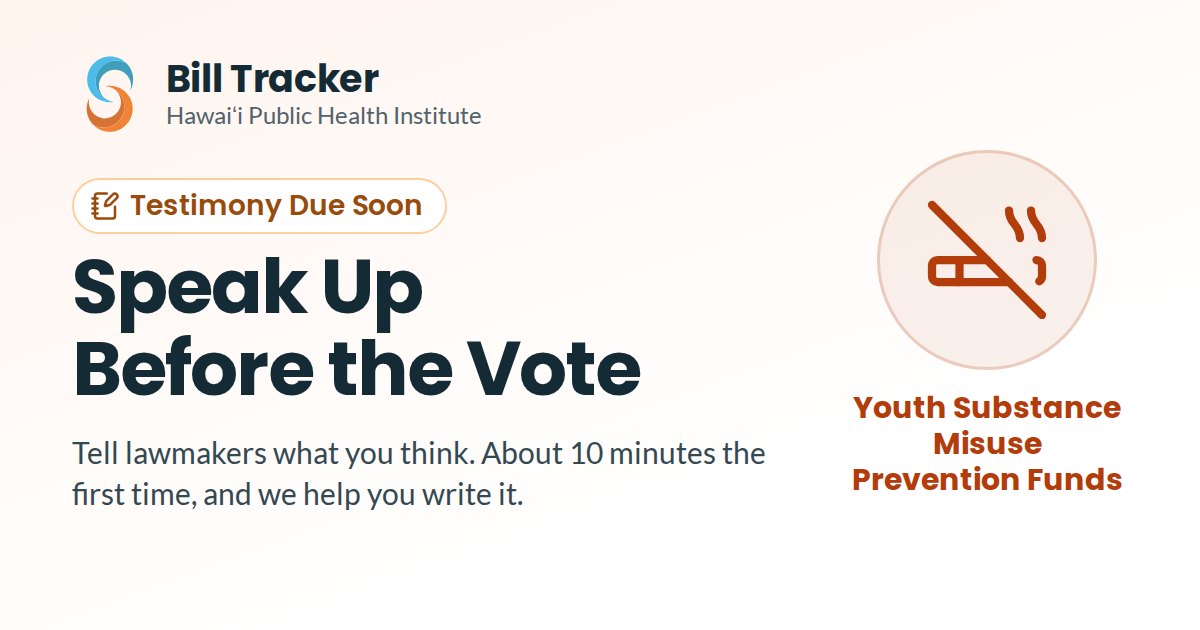 Bill Tracker
Hawaiʻi Public Health Institute
Testimony Due Soon
Speak Up
Before the Vote
Tell lawmakers what you think. About 10 minutes the
first time, and we help you write it.
Youth Substance
Misuse
Prevention Funds